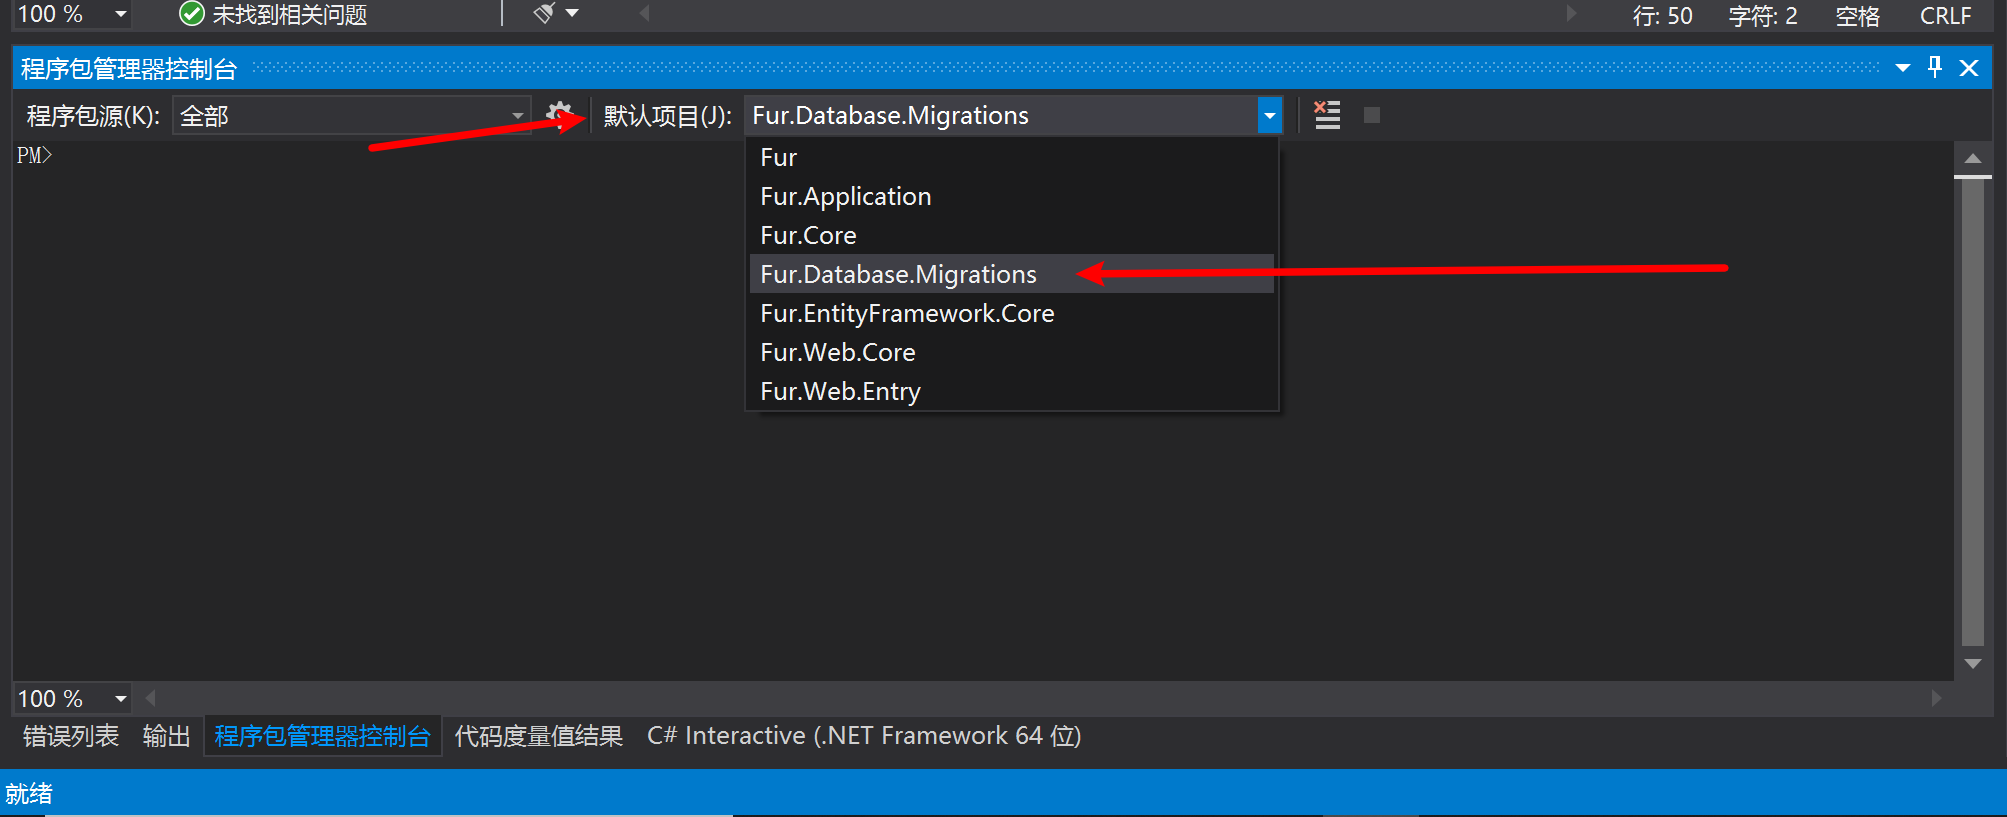 100 % 未找到相关问题 行: 50 字符: 2 空格 CRLF
程序包管理器控制台
程序包源(K): 全部 默认项目(J): Fur.Database.Migrations
PM>
Fur
Fur.Application
Fur.Core
Fur.Database.Migrations
Fur.EntityFramework.Core
Fur.Web.Core
Fur.Web.Entry
100 %
错误列表 输出 程序包管理器控制台 代码度量值结果 C# Interactive (.NET Framework 64 位)
就绪